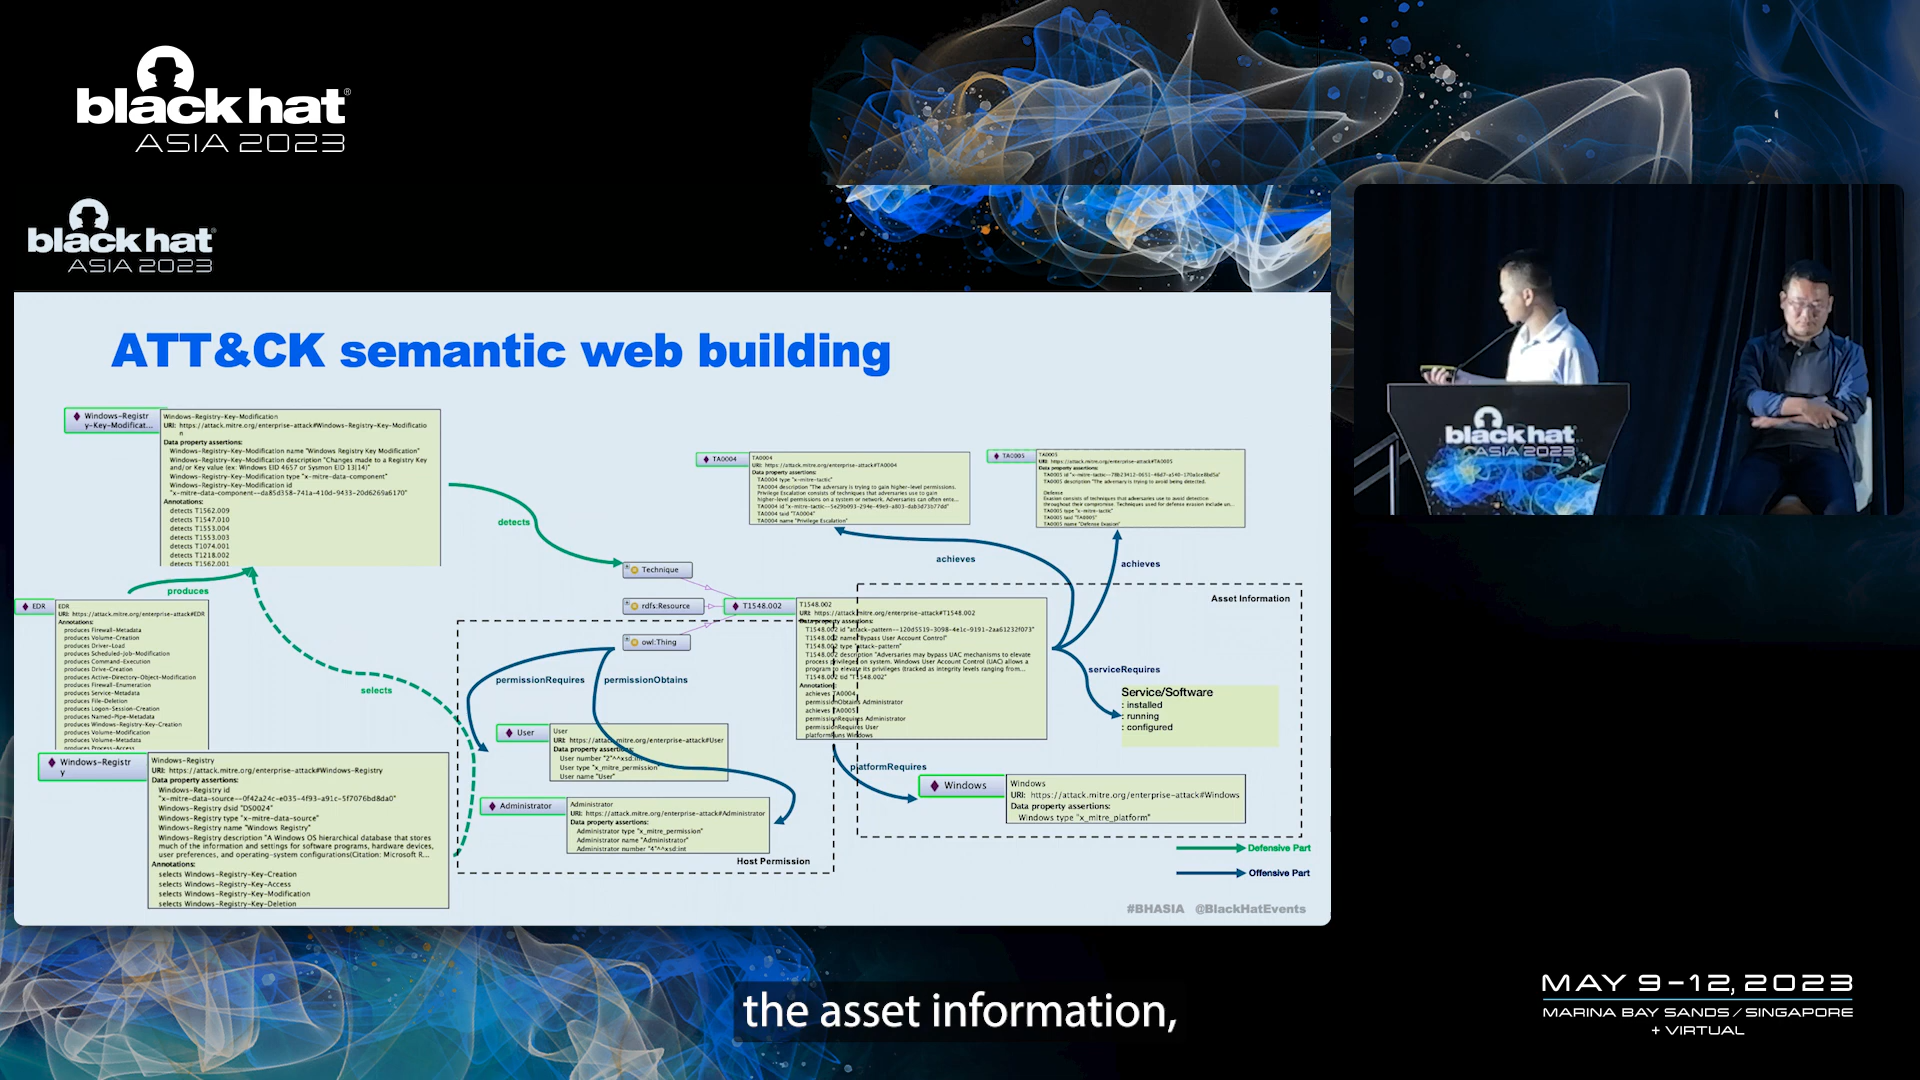 black hat®
ASIA 2023
black hat
ASIA 2023
ATT&CK semantic web building
Windows-Registr
y-Key-Modificat...
Windows-Registry-Key-Modification
URI: https://attack.mitre.org/enterprise-attack#Windows-Registry-Key-Modificatio
n
Data property assertions:
Windows-Registry-Key-Modification name "Windows Registry Key Modification"
Windows-Registry-Key-Modification description "Changes made to a Registry Key
and/or Key value (ex: Windows EID 4657 or Sysmon EID 13|14)"
Windows-Registry-Key-Modification type "x-mitre-data-component"
Windows-Registry-Key-Modification id
"x-mitre-data-component--da85d358-741a-410d-9433-20d6269a6170"
Annotations:
detects T1562.009
detects T1547.010
detects T1553.004
detects T1553.003
detects T1074.001
detects T1218.002
detects T1562.001
detects
produces
selects
EDR
EDR
URI: https://attack.mitre.org/enterprise-attack#EDR
Annotations:
produces Firewall-Metadata
produces Volume-Creation
produces Driver-Load
produces Scheduled-Job-Modification
produces Command-Execution
produces Drive-Creation
produces Active-Directory-Object-Modification
produces Firewall-Enumeration
produces Service-Metadata
produces File-Deletion
produces Logon-Session-Creation
produces Named-Pipe-Metadata
produces Windows-Registry-Key-Creation
produces Volume-Modification
produces Volume-Metadata
produces Process-Access
Windows-Registr
y
Windows-Registry
URI: https://attack.mitre.org/enterprise-attack#Windows-Registry
Data property assertions:
Windows-Registry id
"x-mitre-data-source--0f42a24c-e035-4f93-a91c-5f7076bd8da0"
Windows-Registry dsid "DS0024"
Windows-Registry type "x-mitre-data-source"
Windows-Registry name "Windows Registry"
Windows-Registry description "A Windows OS hierarchical database that stores
much of the information and settings for software programs, hardware devices,
user preferences, and operating-system configurations(Citation: Microsoft R...
Annotations:
selects Windows-Registry-Key-Creation
selects Windows-Registry-Key-Access
selects Windows-Registry-Key-Modification
selects Windows-Registry-Key-Deletion
TA0004
TA0004
URI: https://attack.mitre.org/enterprise-attack#TA0004
Data property assertions:
TA0004 type "x-mitre-tactic"
TA0004 description "The adversary is trying to gain higher-level permissions.
Privilege Escalation consists of techniques that adversaries use to gain
higher-level permissions on a system or network. Adversaries can often ente...
TA0004 id "x-mitre-tactic--5e29b093-294e-49e9-a803-dab3d73b77dd"
TA0004 taid "TA0004"
TA0004 name "Privilege Escalation"
TA0005
TA0005
URI: https://attack.mitre.org/enterprise-attack#TA0005
Data property assertions:
TA0005 description "The adversary is trying to avoid being detected.
Defense
Evasion consists of techniques that adversaries use to avoid detection
throughout their compromise. Techniques used for defense evasion include un...
TA0005 type "x-mitre-tactic"
TA0005 taid "TA0005"
TA0005 name "Defense Evasion"
achieves
achieves
Technique
rdfs:Resource
owl:Thing
T1548.002
T1548.002
URI: https://attack.mitre.org/enterprise-attack#T1548.002
Data property assertions:
T1548.002 id "attack-pattern--120d5519-3098-4e1c-9191-2aa61232f073"
T1548.002 name "Bypass User Account Control"
T1548.002 type "attack-pattern"
T1548.002 description "Adversaries may bypass UAC mechanisms to elevate
process privileges on system. Windows User Account Control (UAC) allows a
program to elevate its privileges (tracked as integrity levels ranging from...
T1548.002 tid "T1548.002"
Annotations:
achieves TA0004
permissionObtains Administrator
achieves TA0005
permissionRequires Administrator
permissionRequires User
platformRuns Windows
Asset Information
serviceRequires
Service/Software
: installed
: running
: configured
permissionRequires
permissionObtains
User
User
URI: https://attack.mitre.org/enterprise-attack#User
Data property assertions:
User number "2"^^xsd:int
User type "x_mitre_permission"
User name "User"
Administrator
Administrator
URI: https://attack.mitre.org/enterprise-attack#Administrator
Data property assertions:
Administrator type "x_mitre_permission"
Administrator name "Administrator"
Administrator number "4"^^xsd:int
Host Permission
platformRequires
Windows
Windows
URI: https://attack.mitre.org/enterprise-attack#Windows
Data property assertions:
Windows type "x_mitre_platform"
Defensive Part
Offensive Part
#BHASIA @BlackHatEvents
black hat
ASIA 2023
the asset information,
MAY 9-12, 2023
MARINA BAY SANDS / SINGAPORE
+ VIRTUAL